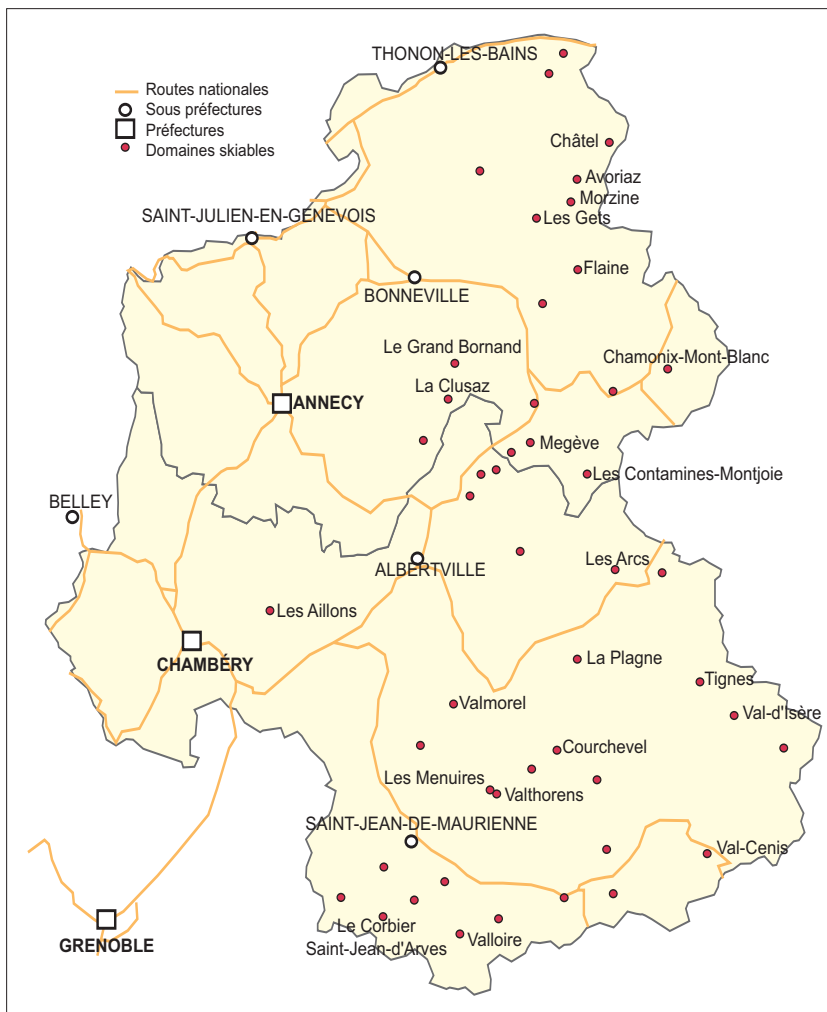 THONON-LES-BAINS
Routes nationales
Sous préfectures
Préfectures
Domaines skiables
Châtel
Avoriaz
Morzine
Les Gets
SAINT-JULIEN-EN-GENEVOIS
Flaine
BONNEVILLE
Le Grand Bornand
Chamonix-Mont-Blanc
La Clusaz
ANNECY
Megève
Les Contamines-Montjoie
BELLEY
Les Arcs
ALBERTVILLE
Les Aillons
CHAMBÉRY
La Plagne
Tignes
Valmorel
Val-d'Isère
Courchevel
Les Menuires
Valthorens
SAINT-JEAN-DE-MAURIENNE
Val-Cenis
Le Corbier
Saint-Jean-d'Arves
Valloire
GRENOBLE